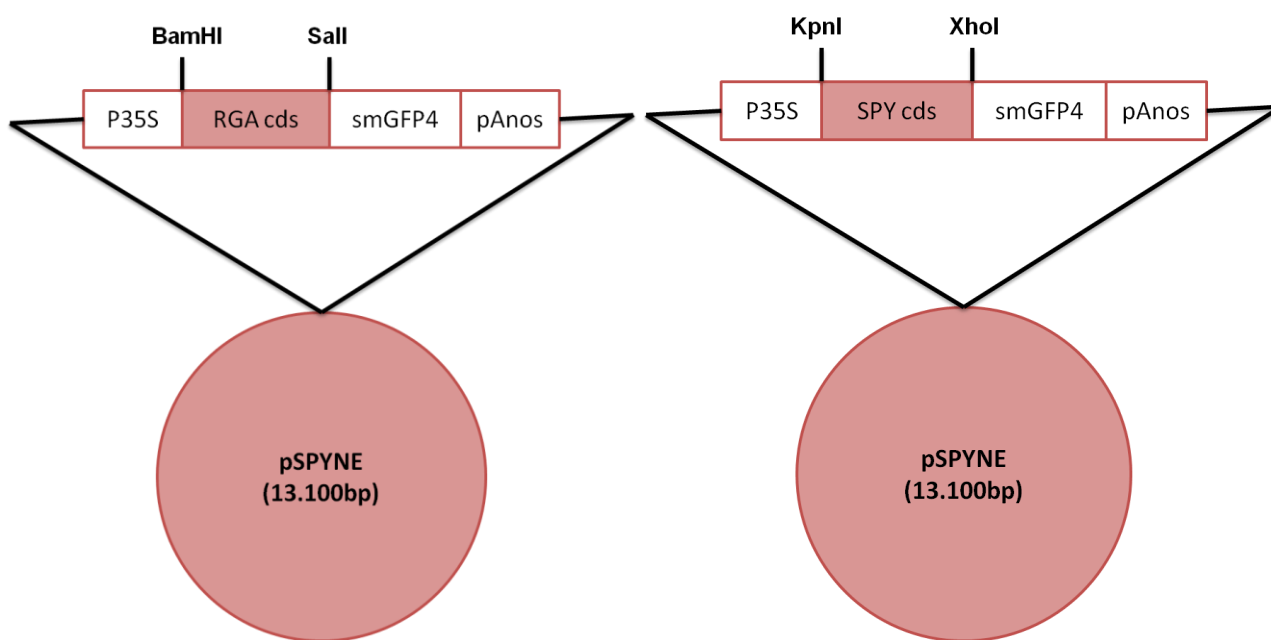 BamHI SalI
P35S RGA cds smGFP4 pAnos
pSPYNE
(13.100bp)
KpnI XhoI
P35S SPY cds smGFP4 pAnos
pSPYNE
(13.100bp)